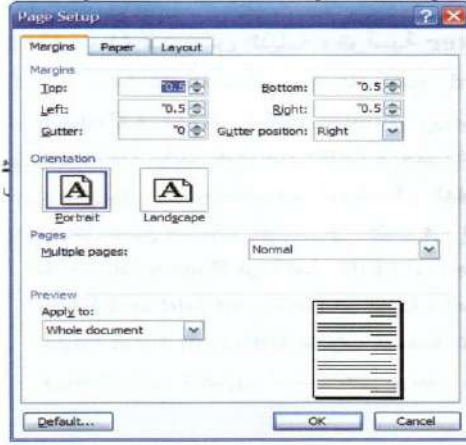 Page Setup
Margins Paper Layout
Margins
Top: "0.5 Bottom: "0.5
Left: "0.5 Right: "0.5
Gutter: "0 Gutter position: Right
Orientation
A A
Portrait Landscape
Pages
Multiple pages: Normal
Preview
Apply to:
Whole document
Default... OK Cancel